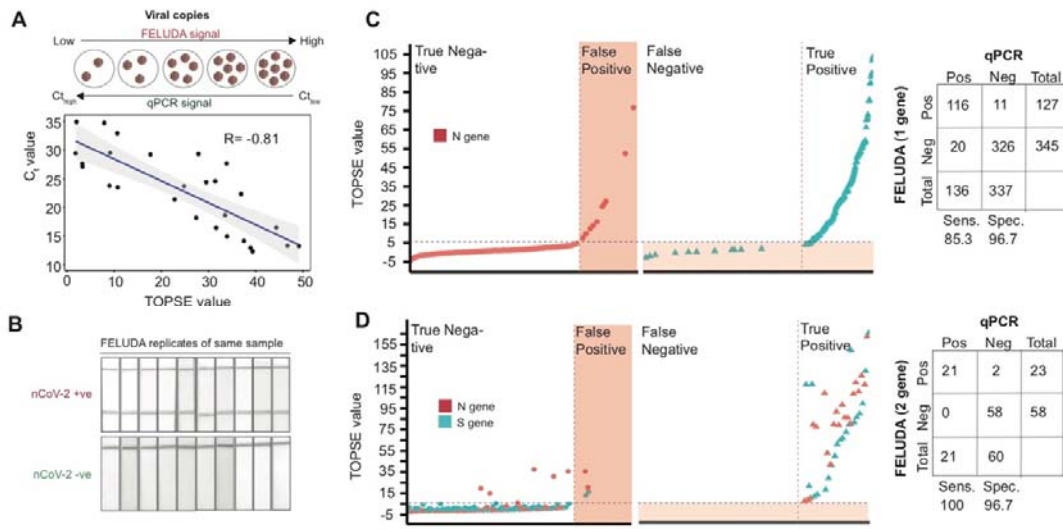 A
Viral copies
Low FELUDA signal High
Ct high qPCR signal Ct low
R= -0.81
Ct value
35
30
25
20
15
10
0 10 20 30 40 50
TOPSE value
B
FELUDA replicates of same sample
nCoV-2 +ve
nCoV-2 -ve
C
True Nega-
tive
False
Positive
False
Negative
True
Positive
N gene
TOPSE value
105
95
85
75
65
55
45
35
25
15
5
-5
qPCR
Pos Neg Total
FELUDA (1 gene)
Pos 116 11 127
Neg 20 326 345
Total 136 337
Sens. Spec.
85.3 96.7
D
True Nega-
tive
False
Positive
False
Negative
True
Positive
N gene
S gene
TOPSE value
155
135
115
95
75
55
35
15
-5
qPCR
Pos Neg Total
FELUDA (2 gene)
Pos 21 2 23
Neg 0 58 58
Total 21 60
Sens. Spec.
100 96.7